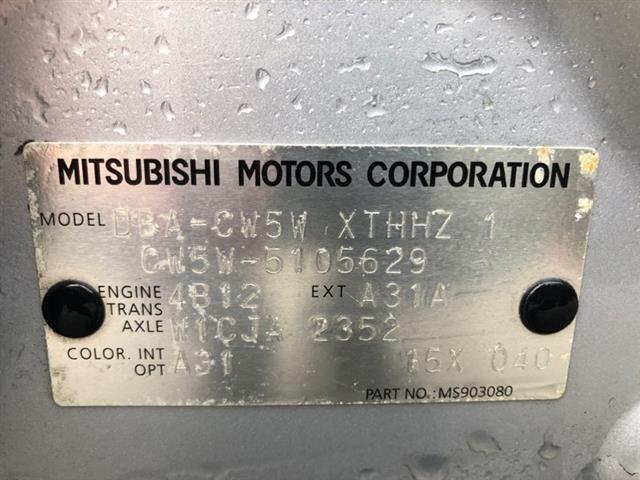 MITSUBISHI MOTORS CORPORATION
MODEL DBA-CW5W XTHHZ 1
CW5W-5105629
ENGINE 4B12 EXT A31A
TRANS
AXLE W1CJA 2352
COLOR. INT
OPT A31 15X 040
PART NO.: MS903080